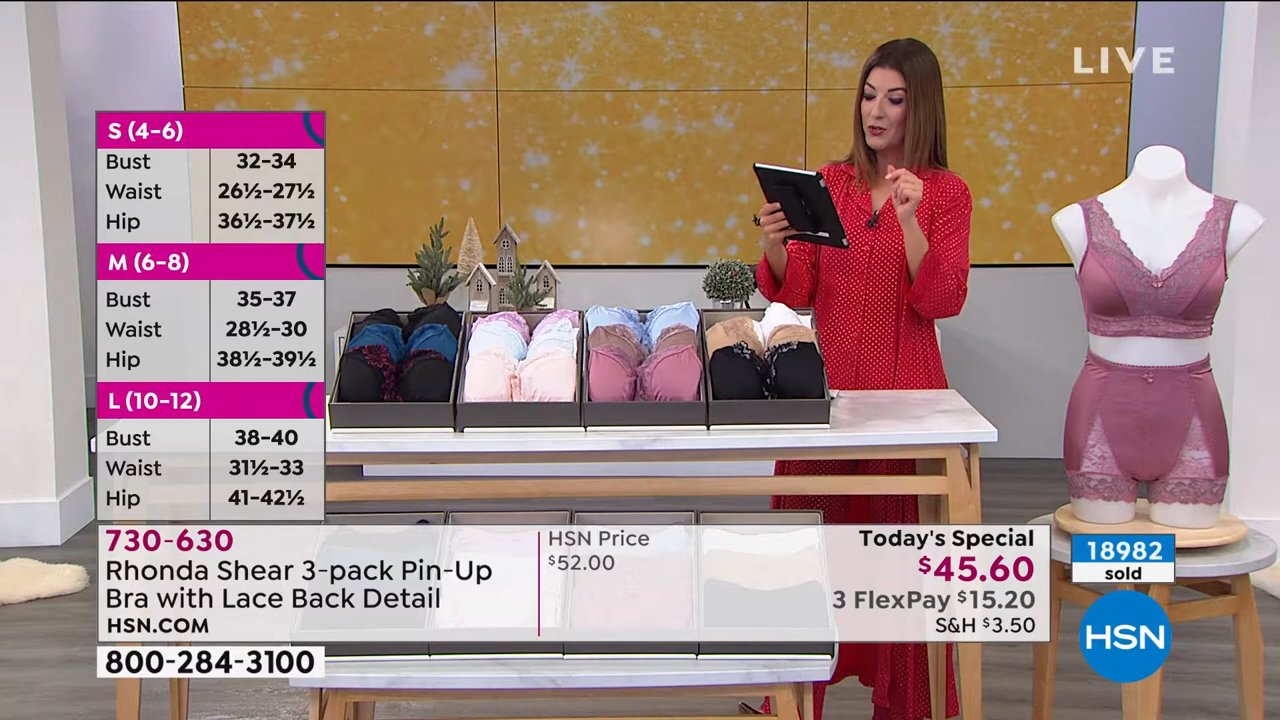 LIVE
S (4-6)
Bust 32-34
Waist 26½-27½
Hip 36½-37½
M (6-8)
Bust 35-37
Waist 28½-30
Hip 38½-39½
L (10-12)
Bust 38-40
Waist 31½-33
Hip 41-42½
730-630
Rhonda Shear 3-pack Pin-Up
Bra with Lace Back Detail
HSN.COM
HSN Price
$52.00
Today's Special
$45.60
3 FlexPay $15.20
S&H $3.50
18982
sold
HSN
800-284-3100